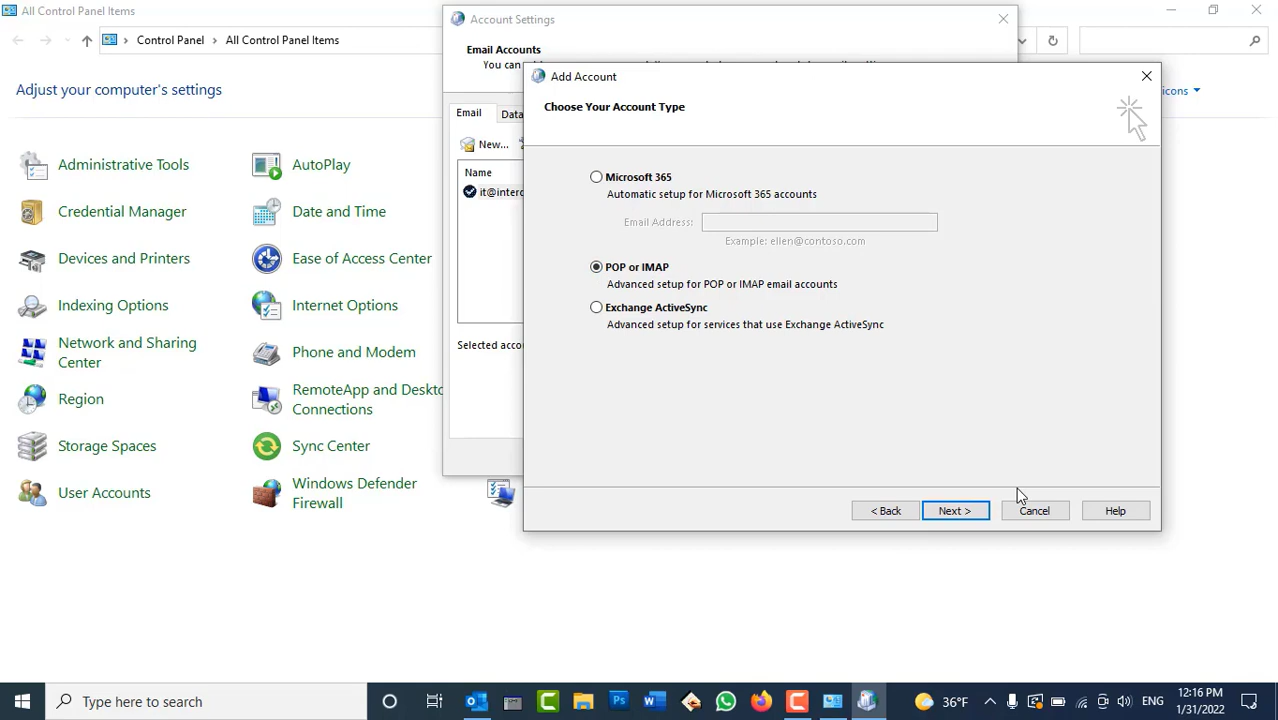 All Control Panel Items
Control Panel
All Control Panel Items
Adjust your computer's settings
icons
Administrative Tools
AutoPlay
Credential Manager
Date and Time
Devices and Printers
Ease of Access Center
Indexing Options
Internet Options
Network and Sharing
Center
Phone and Modem
Region
RemoteApp and Deskto
Connections
Storage Spaces
Sync Center
User Accounts
Windows Defender
Firewall
Account Settings
Email Accounts
You can
Email
Data
New...
Name
it@interc
Selected accou
Add Account
Choose Your Account Type
Microsoft 365
Automatic setup for Microsoft 365 accounts
Email Address:
Example: ellen@contoso.com
POP or IMAP
Advanced setup for POP or IMAP email accounts
Exchange ActiveSync
Advanced setup for services that use Exchange ActiveSync
< Back
Next >
Cancel
Help
Type here to search
Ps
36°F
ENG
12:16 PM
1/31/2022